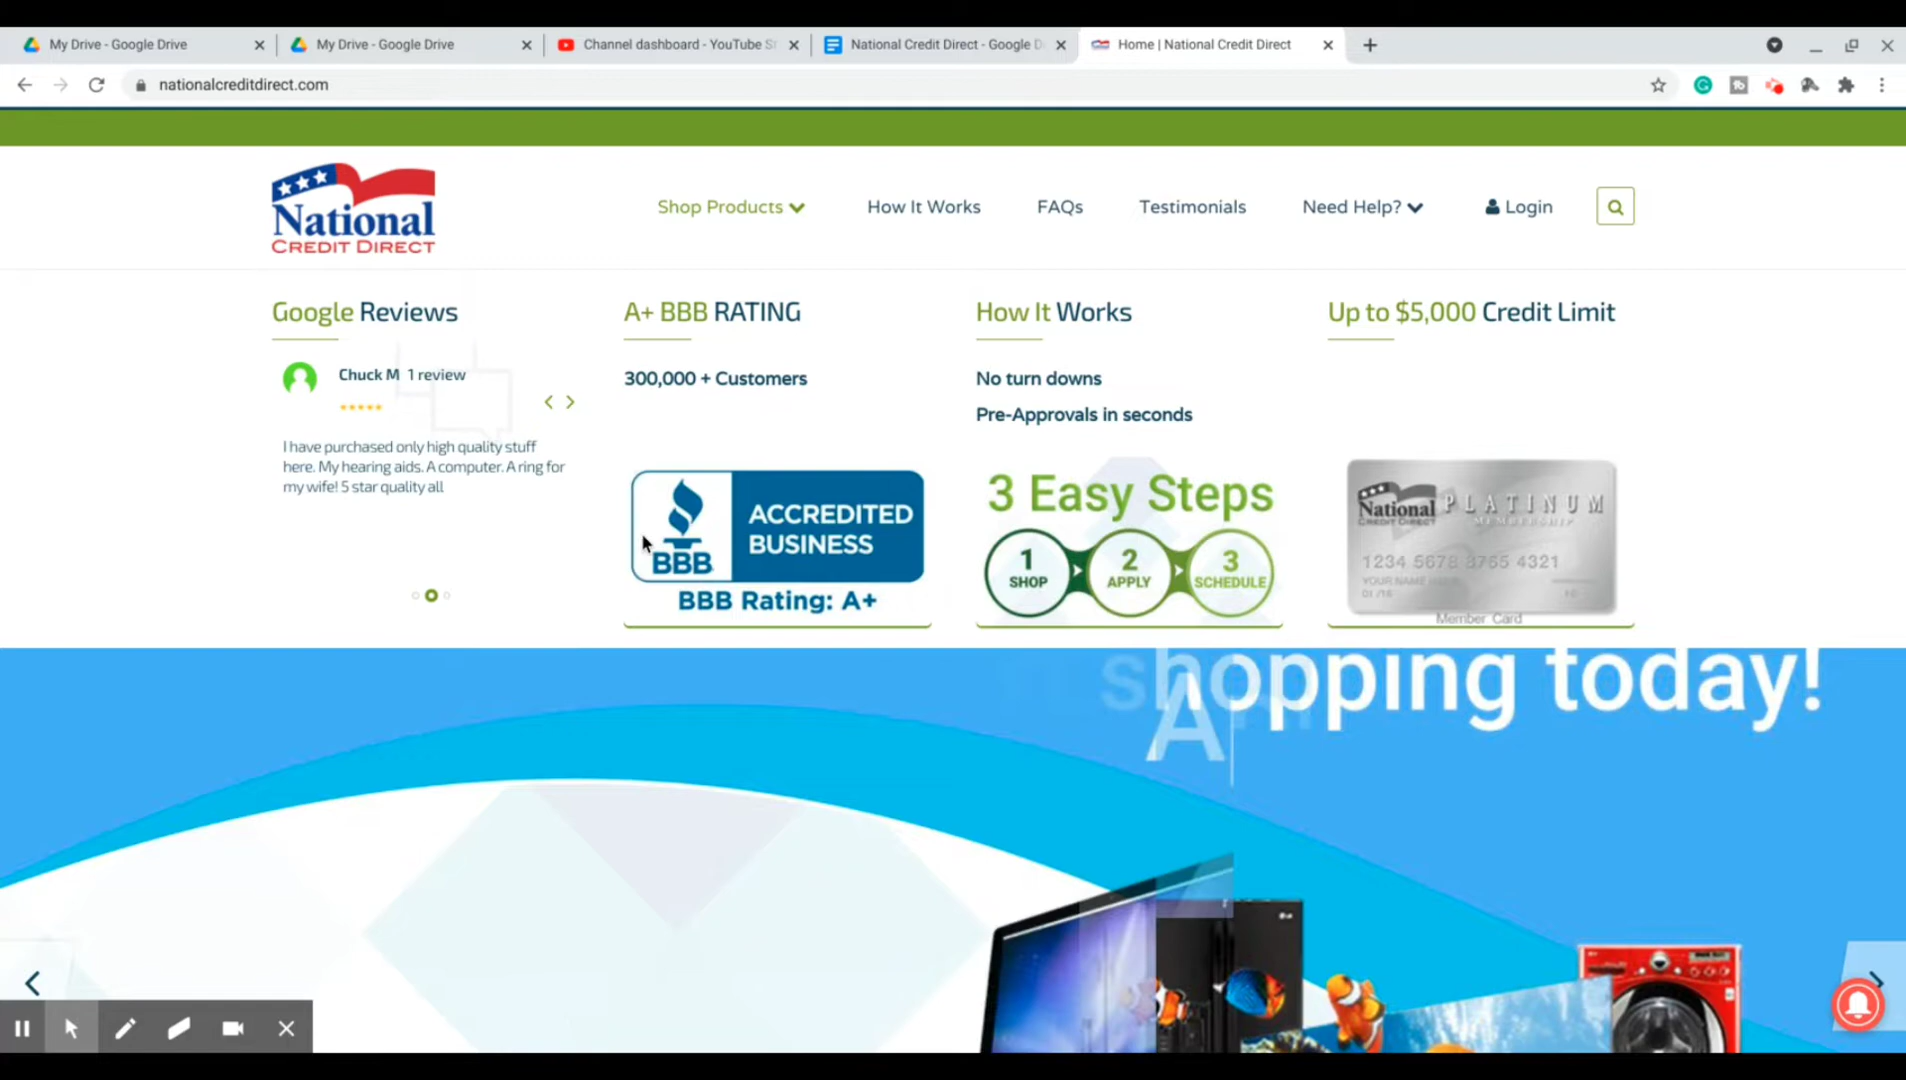 My Drive - Google Drive
My Drive - Google Drive
Channel dashboard - YouTube St
National Credit Direct - Google D
Home | National Credit Direct
nationalcreditdirect.com
National
CREDIT DIRECT
Shop Products
How It Works
FAQs
Testimonials
Need Help?
Login
Google Reviews
Chuck M 1 review
I have purchased only high quality stuff
here. My hearing aids. A computer. A ring for
my wife! 5 star quality all
A+ BBB RATING
300,000 + Customers
BBB
ACCREDITED
BUSINESS
BBB Rating: A+
How It Works
No turn downs
Pre-Approvals in seconds
3 Easy Steps
1
SHOP
2
APPLY
3
SCHEDULE
Up to $5,000 Credit Limit
National
CREDIT DIRECT
PLATINUM
MEMBERSHIP
1234 5678 8765 4321
YOUR NAME
01/16
Member Card
shopping today!
A
LG